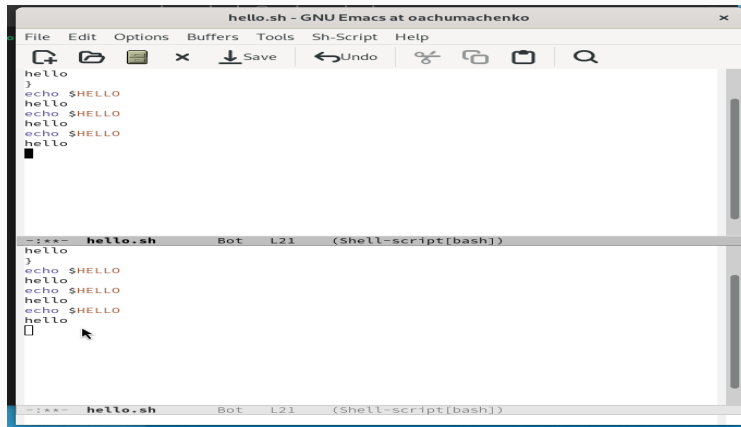 hello.sh - GNU Emacs at oachumachenko ×
File Edit Options Buffers Tools Sh-Script Help
Save Undo
hello
}
echo $HELLO
hello
echo $HELLO
hello
echo $HELLO
hello
-:**- hello.sh Bot L21 (Shell-script[bash])
hello
}
echo $HELLO
hello
echo $HELLO
hello
echo $HELLO
hello
-:**- hello.sh Bot L21 (Shell-script[bash])